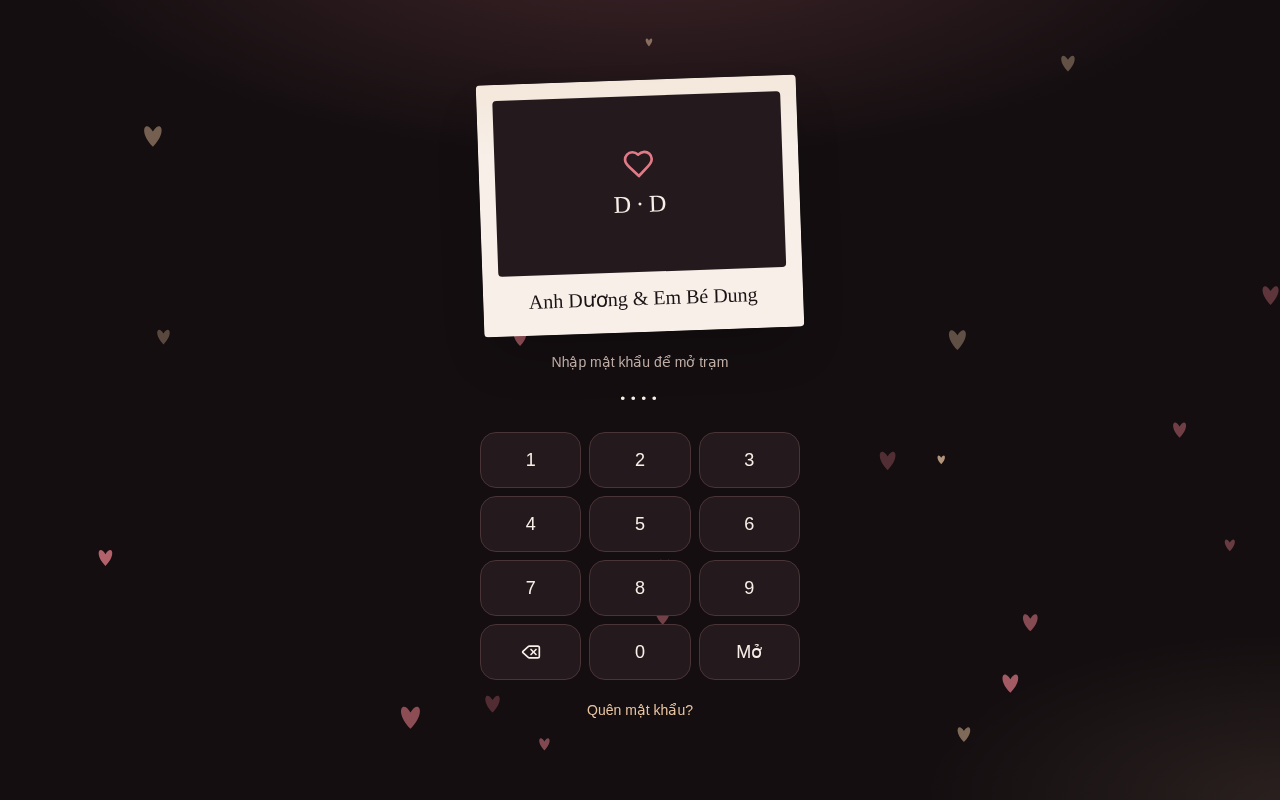 D · D
Anh Dương & Em Bé Dung
Nhập mật khẩu để mở trạm
• • • •
1 2 3
4 5 6
7 8 9
0 Mở
Quên mật khẩu?